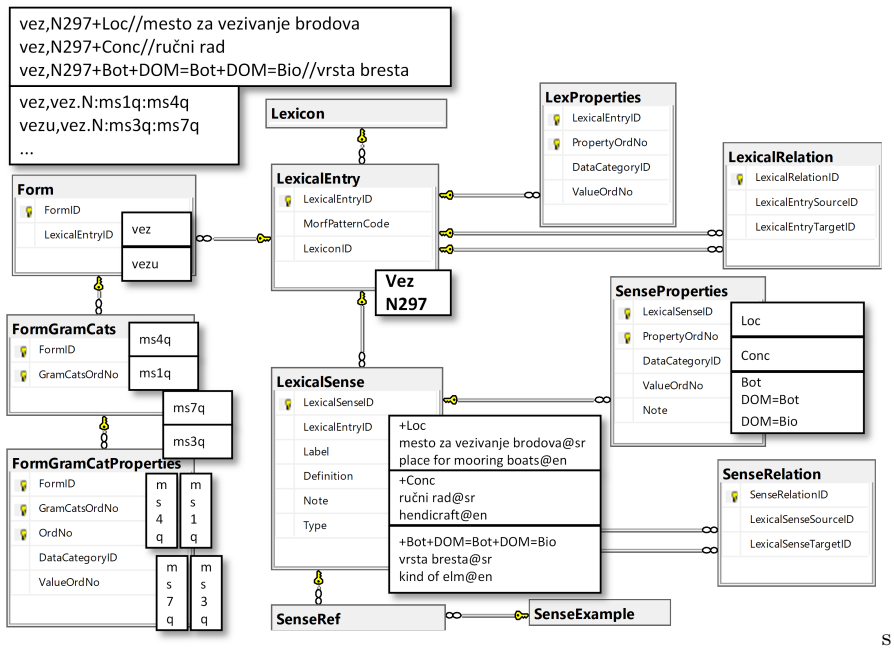 vez,N297+Loc//mesto za vezivanje brodova
vez,N297+Conc//ručni rad
vez,N297+Bot+DOM=Bot+DOM=Bio//vrsta bresta
vez,vez.N:ms1q:ms4q
vezu,vez.N:ms3q:ms7q
...
Lexicon
LexProperties
LexicalEntryID
PropertyOrdNo
DataCategoryID
ValueOrdNo
LexicalRelation
LexicalRelationID
LexicalEntrySourceID
LexicalEntryTargetID
LexicalEntry
LexicalEntryID
MorfPatternCode
LexiconID
Vez
N297
Form
FormID
LexicalEntryID
vez
vezu
FormGramCats
FormID
GramCatsOrdNo
ms4q
ms1q
ms7q
ms3q
FormGramCatProperties
FormID
GramCatsOrdNo
OrdNo
DataCategoryID
ValueOrdNo
m
s
4
q
m
s
1
q
m
s
7
q
m
s
3
q
LexicalSense
LexicalSenseID
LexicalEntryID
Label
Definition
Note
Type
+Loc
mesto za vezivanje brodova@sr
place for mooring boats@en
+Conc
ručni rad@sr
hendicraft@en
+Bot+DOM=Bot+DOM=Bio
vrsta bresta@sr
kind of elm@en
SenseProperties
LexicalSenseID
PropertyOrdNo
DataCategoryID
ValueOrdNo
Note
Loc
Conc
Bot
DOM=Bot
DOM=Bio
SenseRelation
SenseRelationID
LexicalSenseSourceID
LexicalSenseTargetID
SenseRef
SenseExample
s